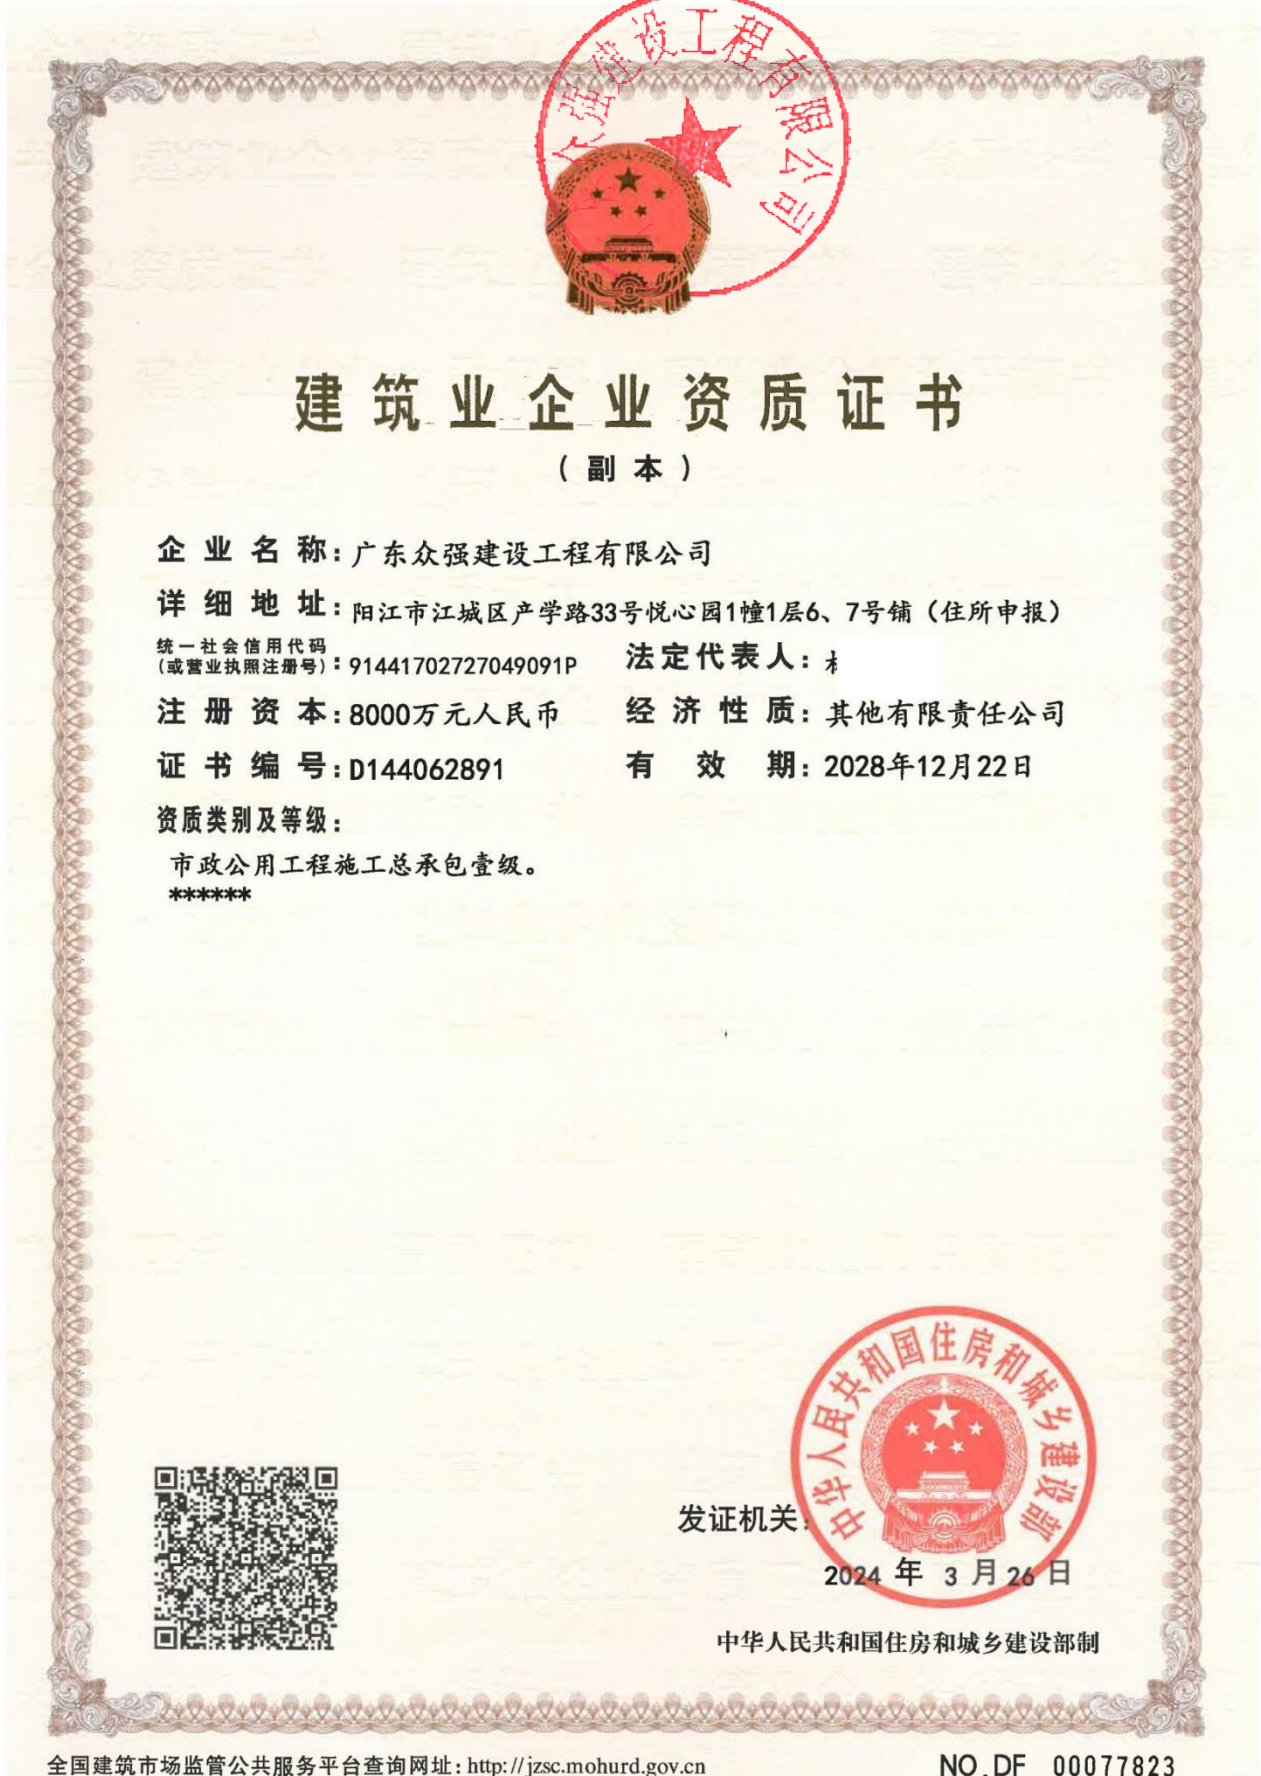 众强建设工程有限公司
建筑业企业资质证书
（副本）
企业名称：广东众强建设工程有限公司
详细地址：阳江市江城区产学路33号悦心园1幢1层6、7号铺（住所申报）
统一社会信用代码
(或营业执照注册号)：91441702727049091P 法定代表人：
注册资本：8000万元人民币 经济性质：其他有限责任公司
证书编号：D144062891 有效期：2028年12月22日
资质类别及等级：
市政公用工程施工总承包壹级。
******
中华人民共和国住房和城乡建设部
发证机关：
2024 年 3 月 26 日
中华人民共和国住房和城乡建设部制
全国建筑市场监管公共服务平台查询网址：http://jzsc.mohurd.gov.cn NO.DF 00077823